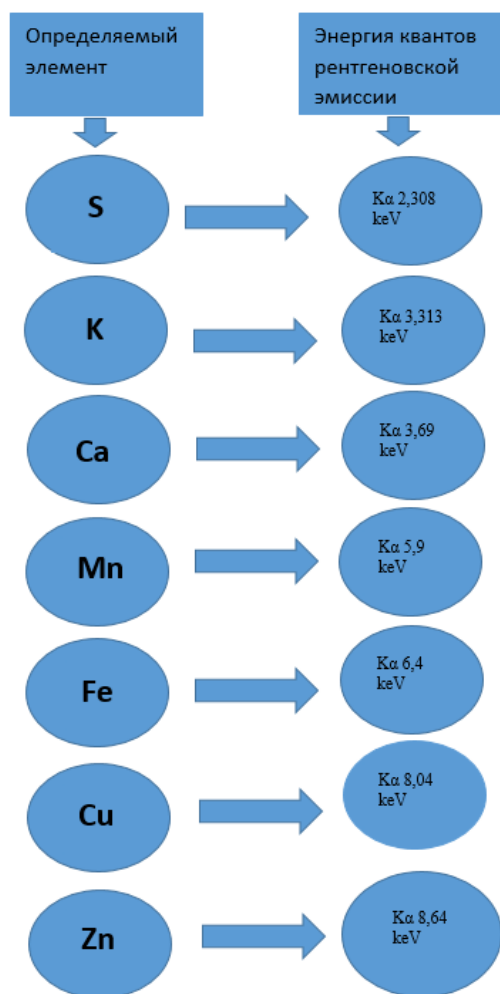 Определяемый
элемент
Энергия квантов
рентгеновской
эмиссии
S
Kα 2,308
keV
K
Kα 3,313
keV
Ca
Kα 3,69
keV
Mn
Kα 5,9
keV
Fe
Kα 6,4
keV
Cu
Kα 8,04
keV
Zn
Kα 8,64
keV